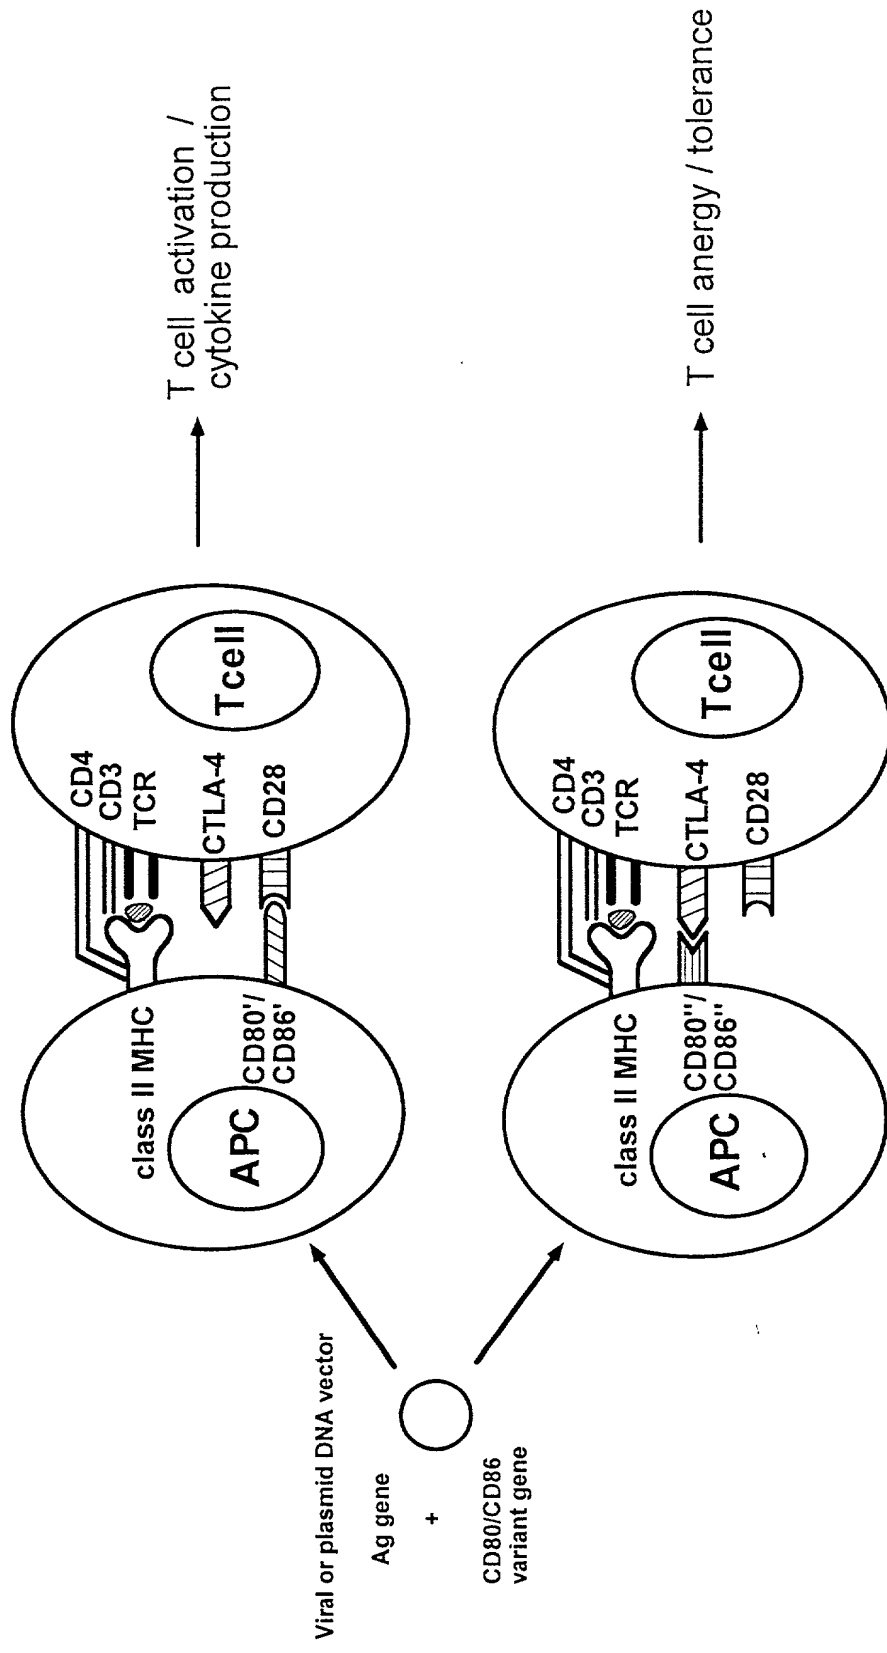 Viral or plasmid DNA vector
Ag gene
+
CD80/CD86
variant gene
class II MHC
APC
CD80'/
CD86'
CD4
CD3
TCR
CTLA-4
CD28
Tcell
T cell activation /
cytokine production
class II MHC
APC
CD80"/
CD86"
CD4
CD3
TCR
CTLA-4
CD28
Tcell
T cell anergy / tolerance